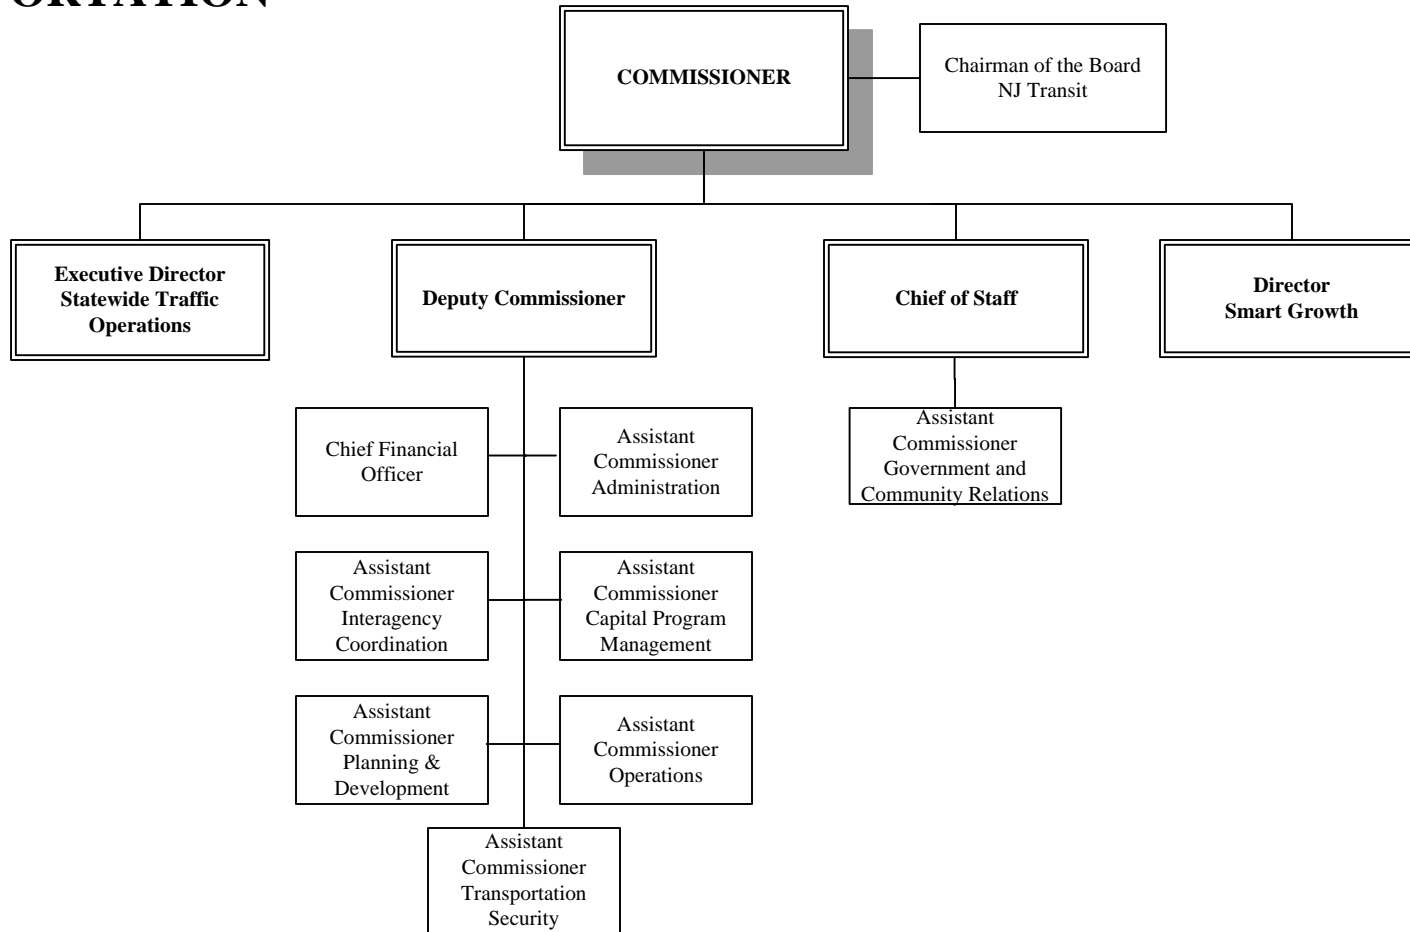 ORTATION
COMMISSIONER
Chairman of the Board
NJ Transit
Executive Director
Statewide Traffic
Operations
Deputy Commissioner
Chief of Staff
Director
Smart Growth
Chief Financial
Officer
Assistant
Commissioner
Administration
Assistant
Commissioner
Government and
Community Relations
Assistant
Commissioner
Interagency
Coordination
Assistant
Commissioner
Capital Program
Management
Assistant
Commissioner
Planning &
Development
Assistant
Commissioner
Operations
Assistant
Commissioner
Transportation
Security